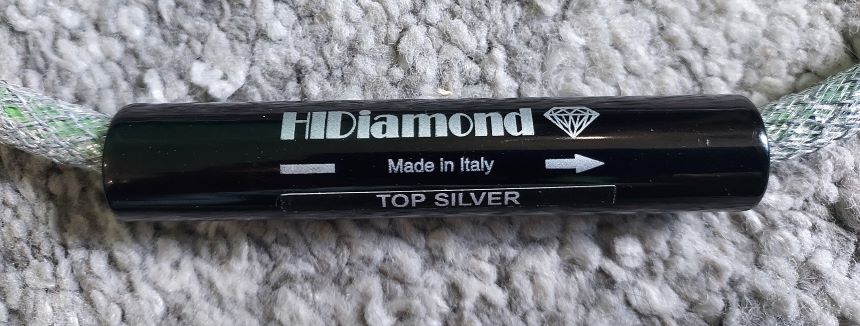 HIDiamond
Made in Italy
TOP SILVER